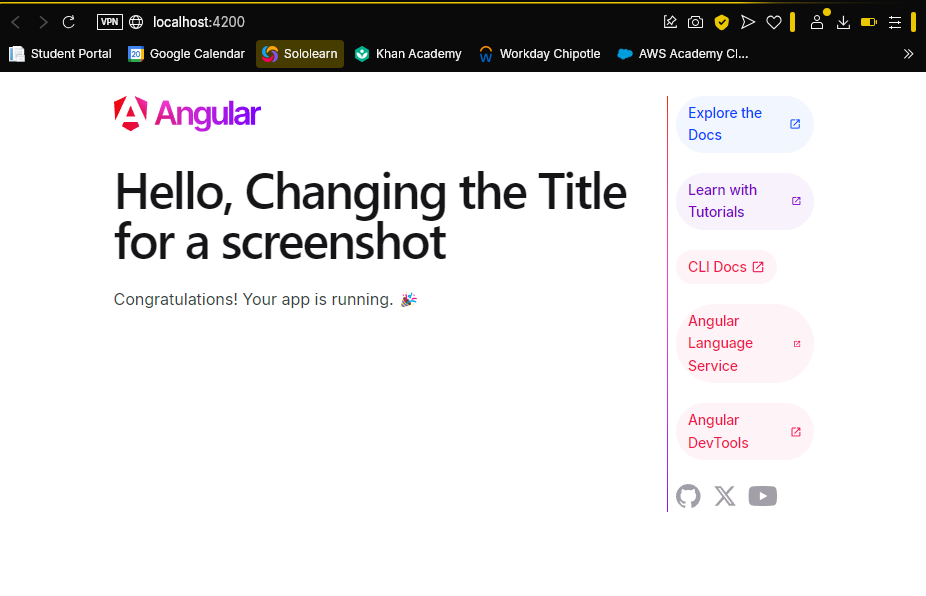 VPN localhost:4200
Student Portal 20 Google Calendar Sololearn Khan Academy Workday Chipotle AWS Academy Cl...
Angular
Hello, Changing the Title
for a screenshot
Congratulations! Your app is running. 🎉
Explore the
Docs
Learn with
Tutorials
CLI Docs
Angular
Language
Service
Angular
DevTools